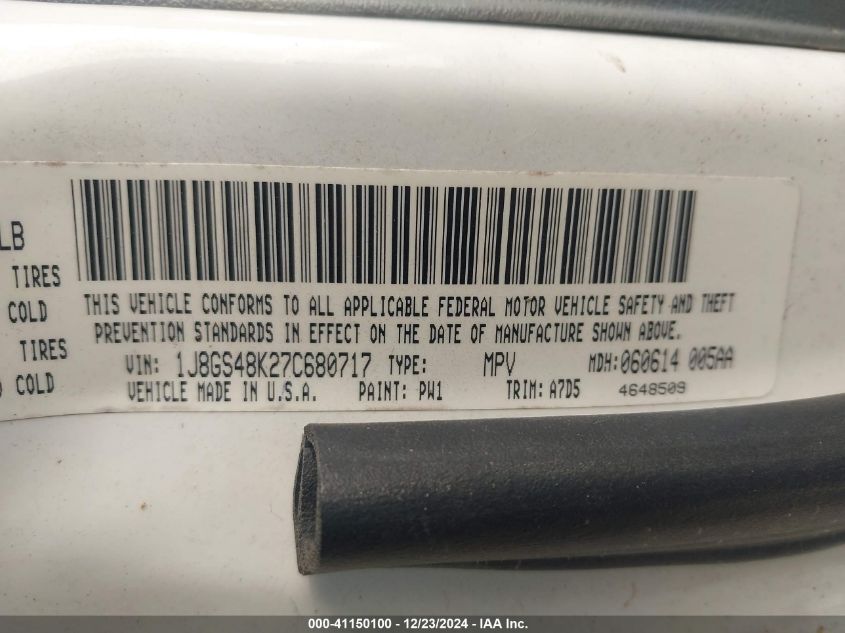 LB
TIRES
COLD
TIRES
COLD
THIS VEHICLE CONFORMS TO ALL APPLICABLE FEDERAL MOTOR VEHICLE SAFETY AND THEFT
PREVENTION STANDARDS IN EFFECT ON THE DATE OF MANUFACTURE SHOWN ABOVE.
VIN: 1J8GS48K27C680717 TYPE: MPV MDH:060614 005AA
VEHICLE MADE IN U.S.A. PAINT: PW1 TRIM: A7D5 4648509
000-41150100 - 12/23/2024 - IAA Inc.